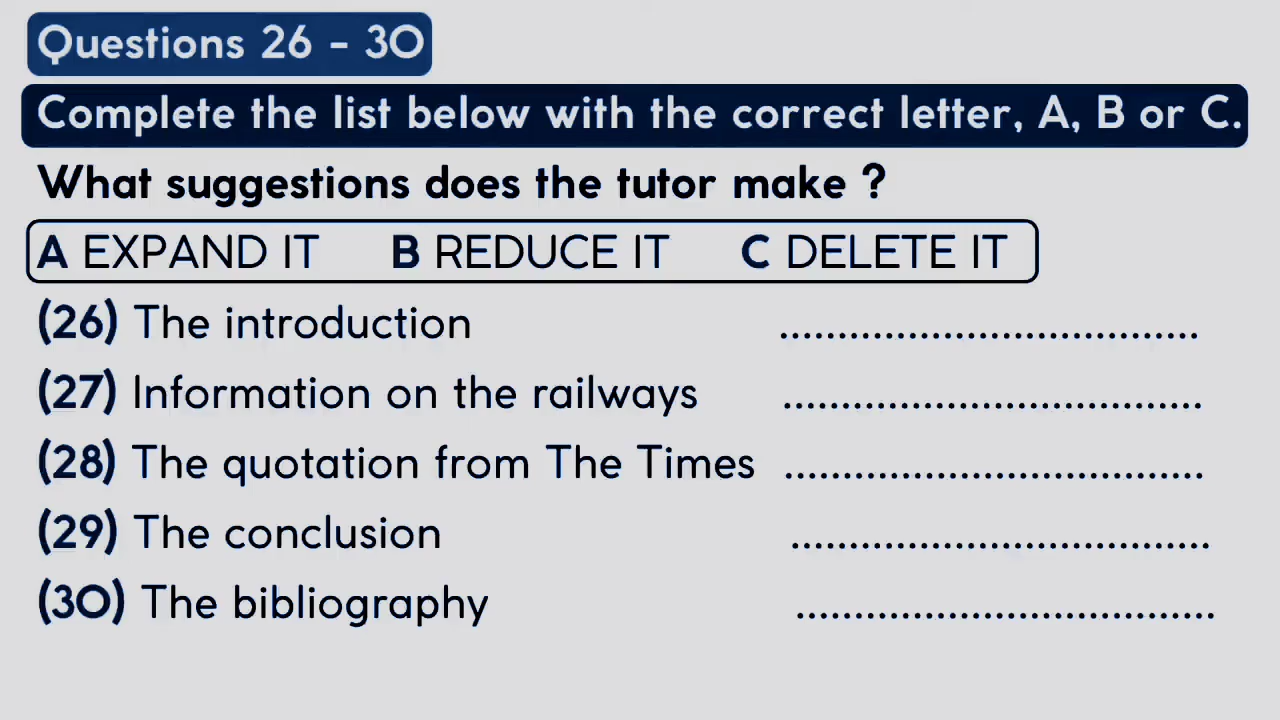 Questions 26 - 30
Complete the list below with the correct letter, A, B or C.
What suggestions does the tutor make ?
A EXPAND IT B REDUCE IT C DELETE IT
(26) The introduction ....................................
(27) Information on the railways ....................................
(28) The quotation from The Times ....................................
(29) The conclusion ....................................
(30) The bibliography ....................................